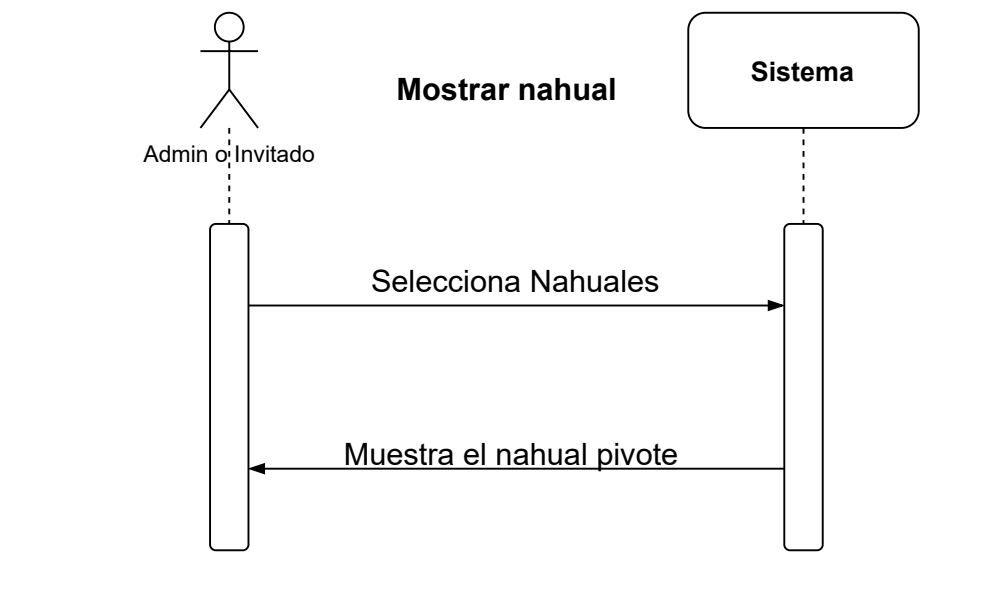 Sistema
Mostrar nahual
Admin o Invitado
Selecciona Nahuales
Muestra el nahual pivote